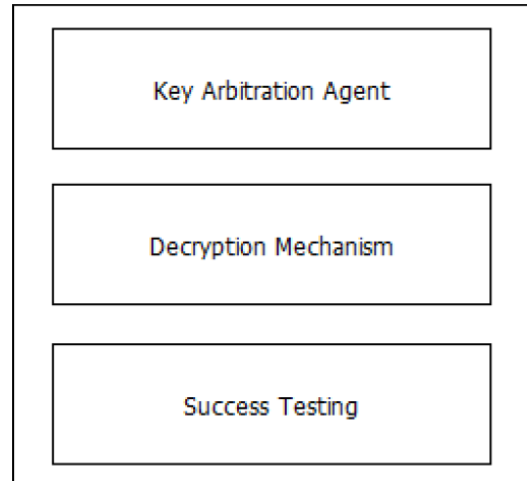 Key Arbitration Agent
Decryption Mechanism
Success Testing